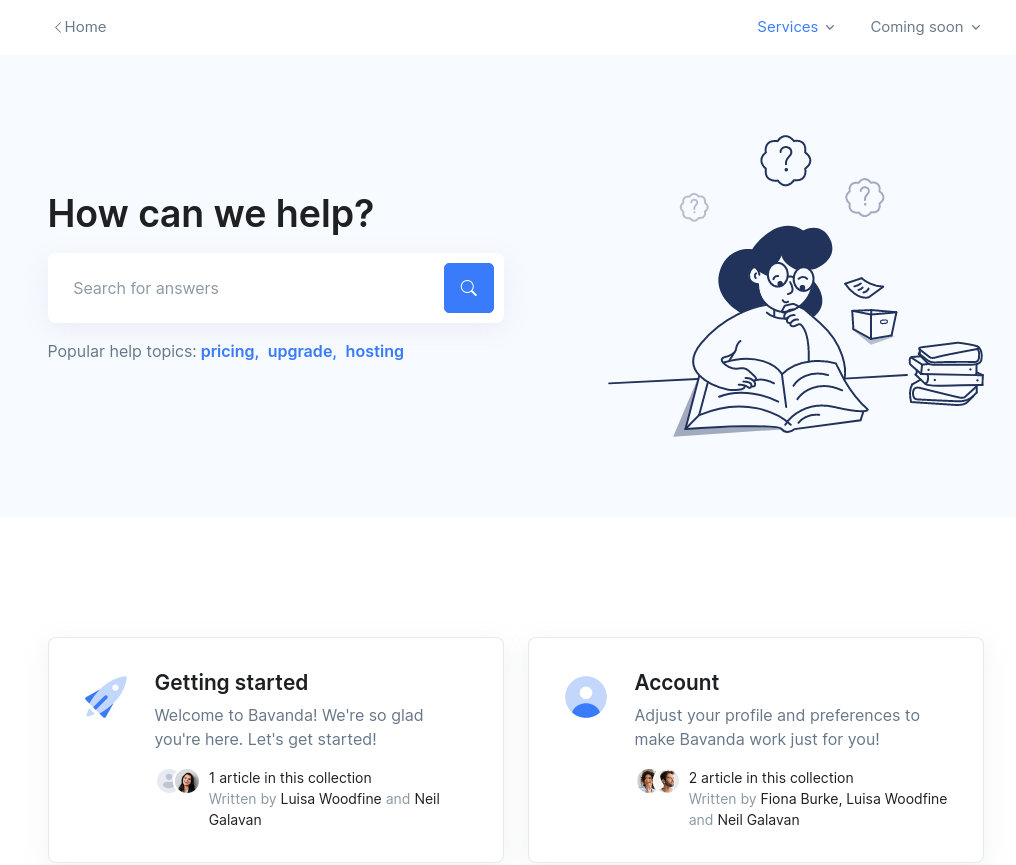 Home
Services
Coming soon
How can we help?
Search for answers
Popular help topics: pricing, upgrade, hosting
Getting started
Welcome to Bavanda! We're so glad
you're here. Let's get started!
1 article in this collection
Written by Luisa Woodfine and Neil
Galavan
Account
Adjust your profile and preferences to
make Bavanda work just for you!
2 article in this collection
Written by Fiona Burke, Luisa Woodfine
and Neil Galavan